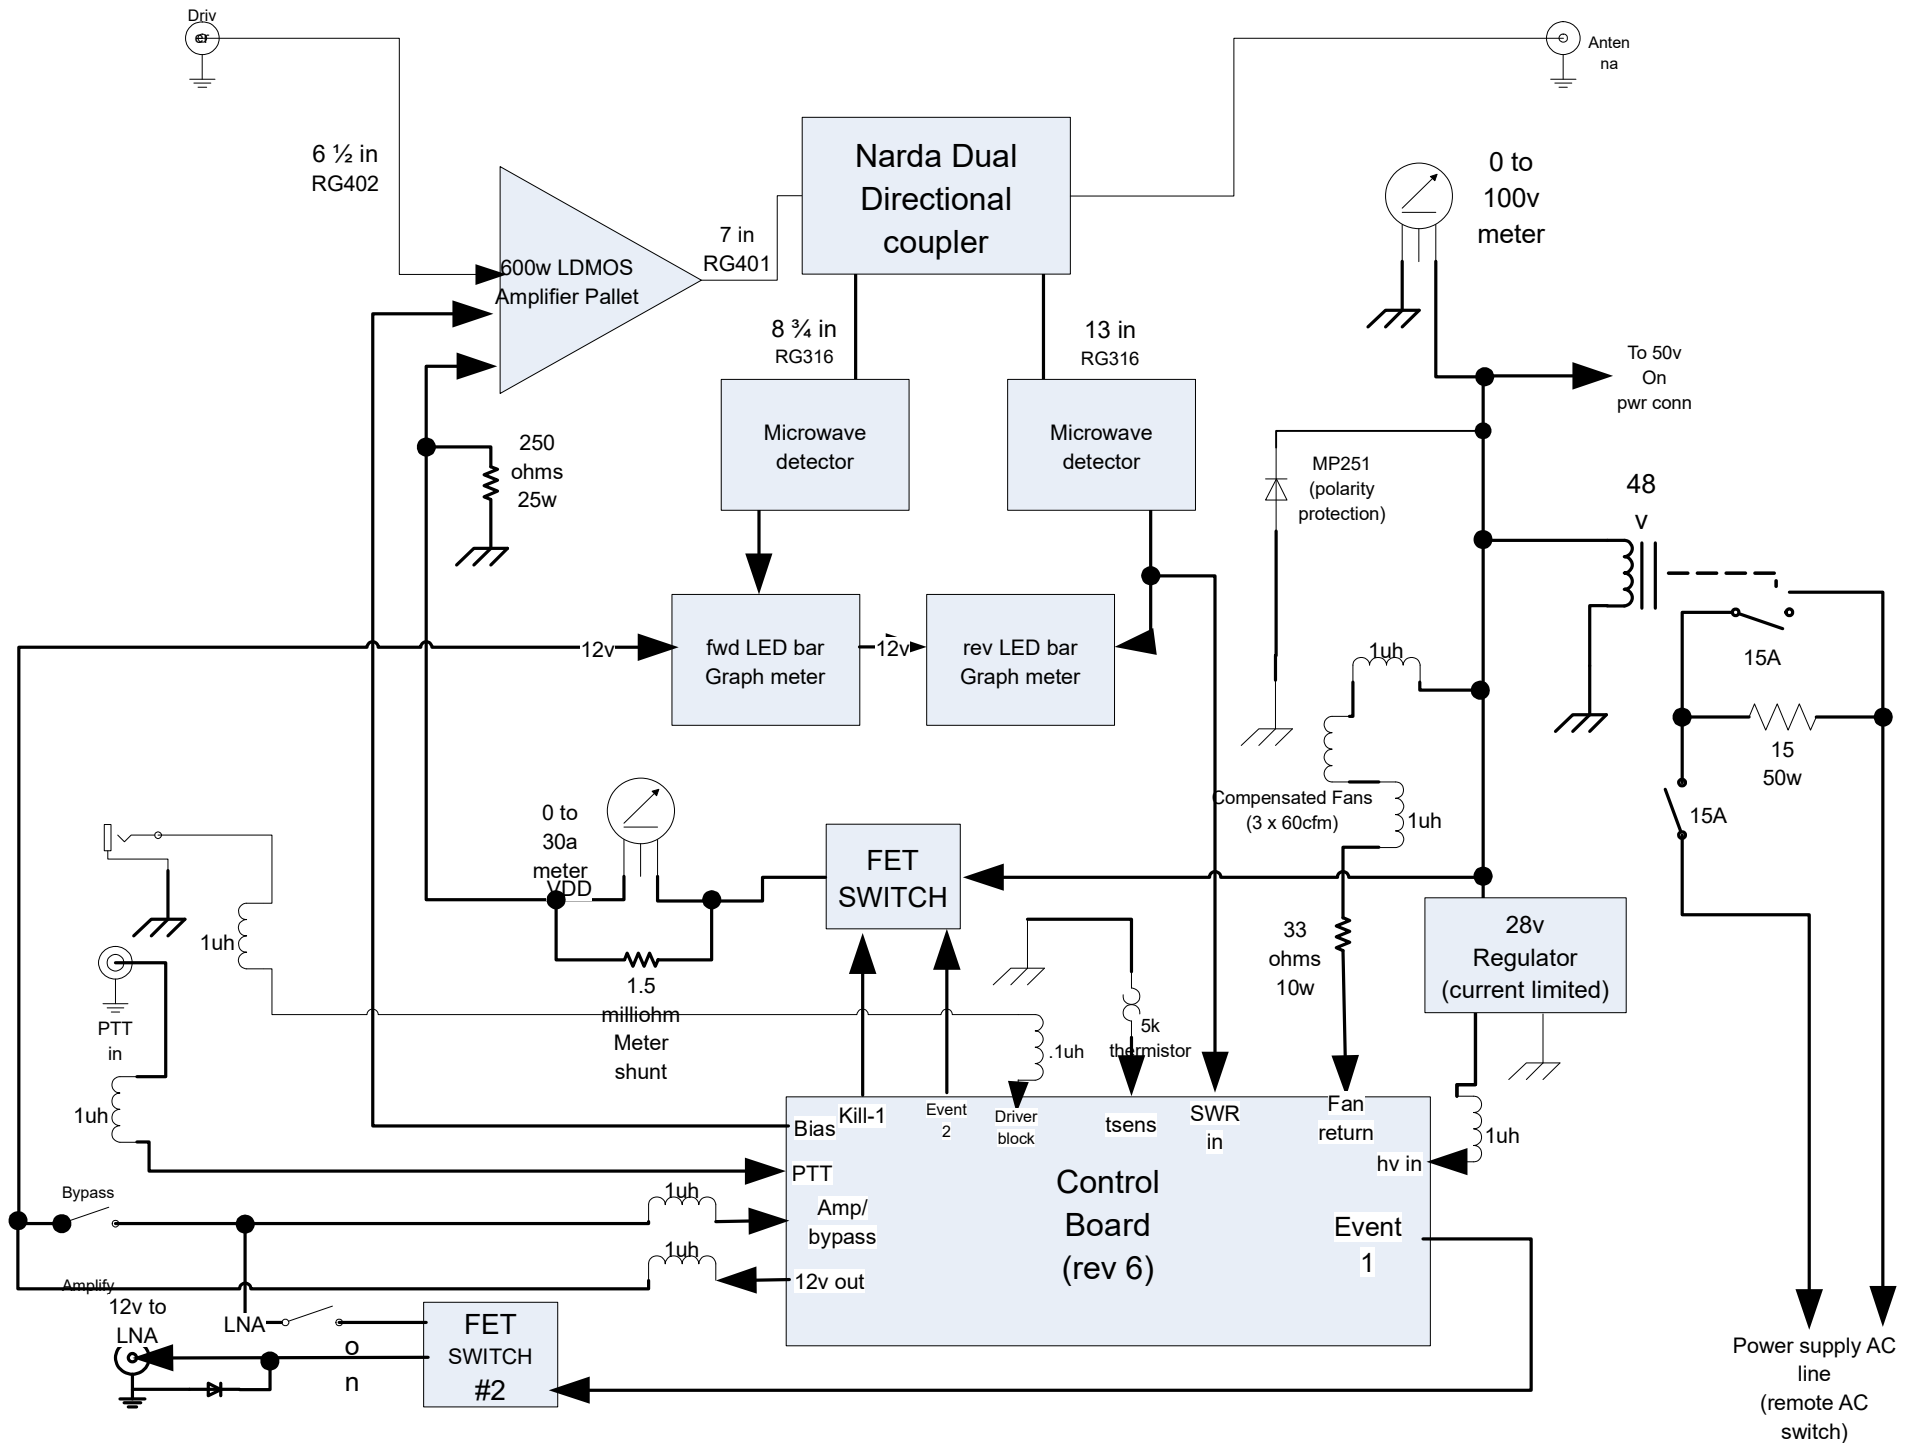 Driv
er
Anten
na
6 ½ in
RG402
Narda Dual
Directional
coupler
0 to
100v
meter
600w LDMOS
Amplifier Pallet
7 in
RG401
8 ¾ in
RG316
13 in
RG316
To 50v
On
pwr conn
250
ohms
25w
Microwave
detector
Microwave
detector
MP251
(polarity
protection)
48
v
12v
fwd LED bar
Graph meter
12v
rev LED bar
Graph meter
1uh
15A
15
50w
Compensated Fans
(3 x 60cfm)
1uh
15A
0 to
30a
meter
VDD
FET
SWITCH
1uh
1.5
milliohm
Meter
shunt
33
ohms
10w
28v
Regulator
(current limited)
PTT
in
5k
thermistor
.1uh
1uh
Bias
Kill-1
Event
2
Driver
block
tsens
SWR
in
Fan
return
hv in
1uh
PTT
Bypass
1uh
Amp/
bypass
Control
Board
(rev 6)
Event
1
1uh
12v out
Amplify
12v to
LNA
LNA
o
n
FET
SWITCH
#2
Power supply AC
line
(remote AC
switch)